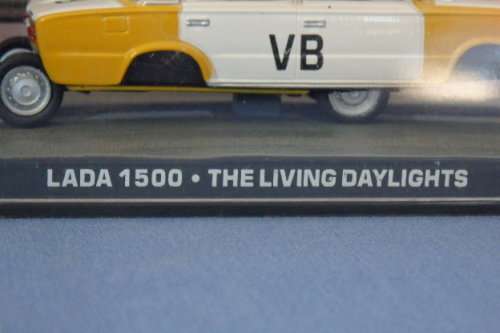 VB
LADA 1500 • THE LIVING DAYLIGHTS